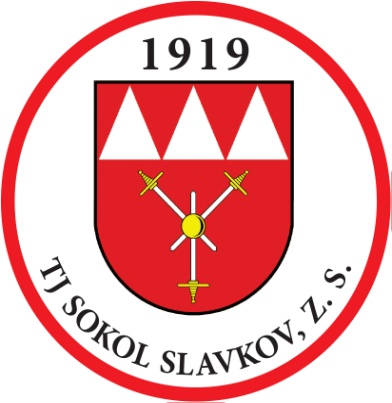 1919
TJ SOKOL SLAVKOV, Z. S.